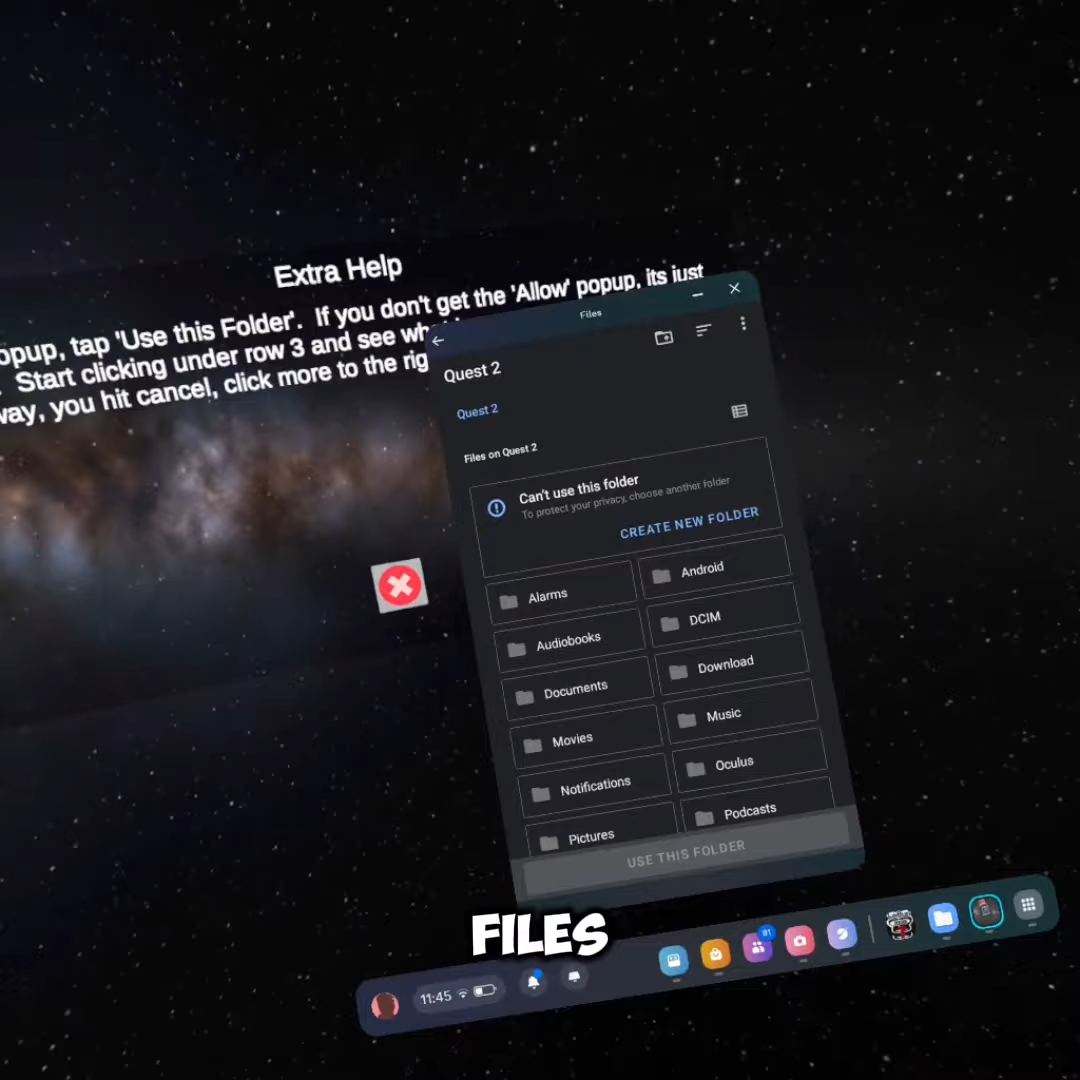 Extra Help
popup, tap 'Use this Folder'. If you don't get the 'Allow' popup, its just
Start clicking under row 3 and see
way, you hit cancel, click more to the
Files
Quest 2
Quest 2
Files on Quest 2
Can't use this folder
To protect your privacy, choose another folder
CREATE NEW FOLDER
Alarms
Android
Audiobooks
DCIM
Documents
Download
Movies
Music
Notifications
Oculus
Pictures
Podcasts
USE THIS FOLDER
FILES
11:45
81